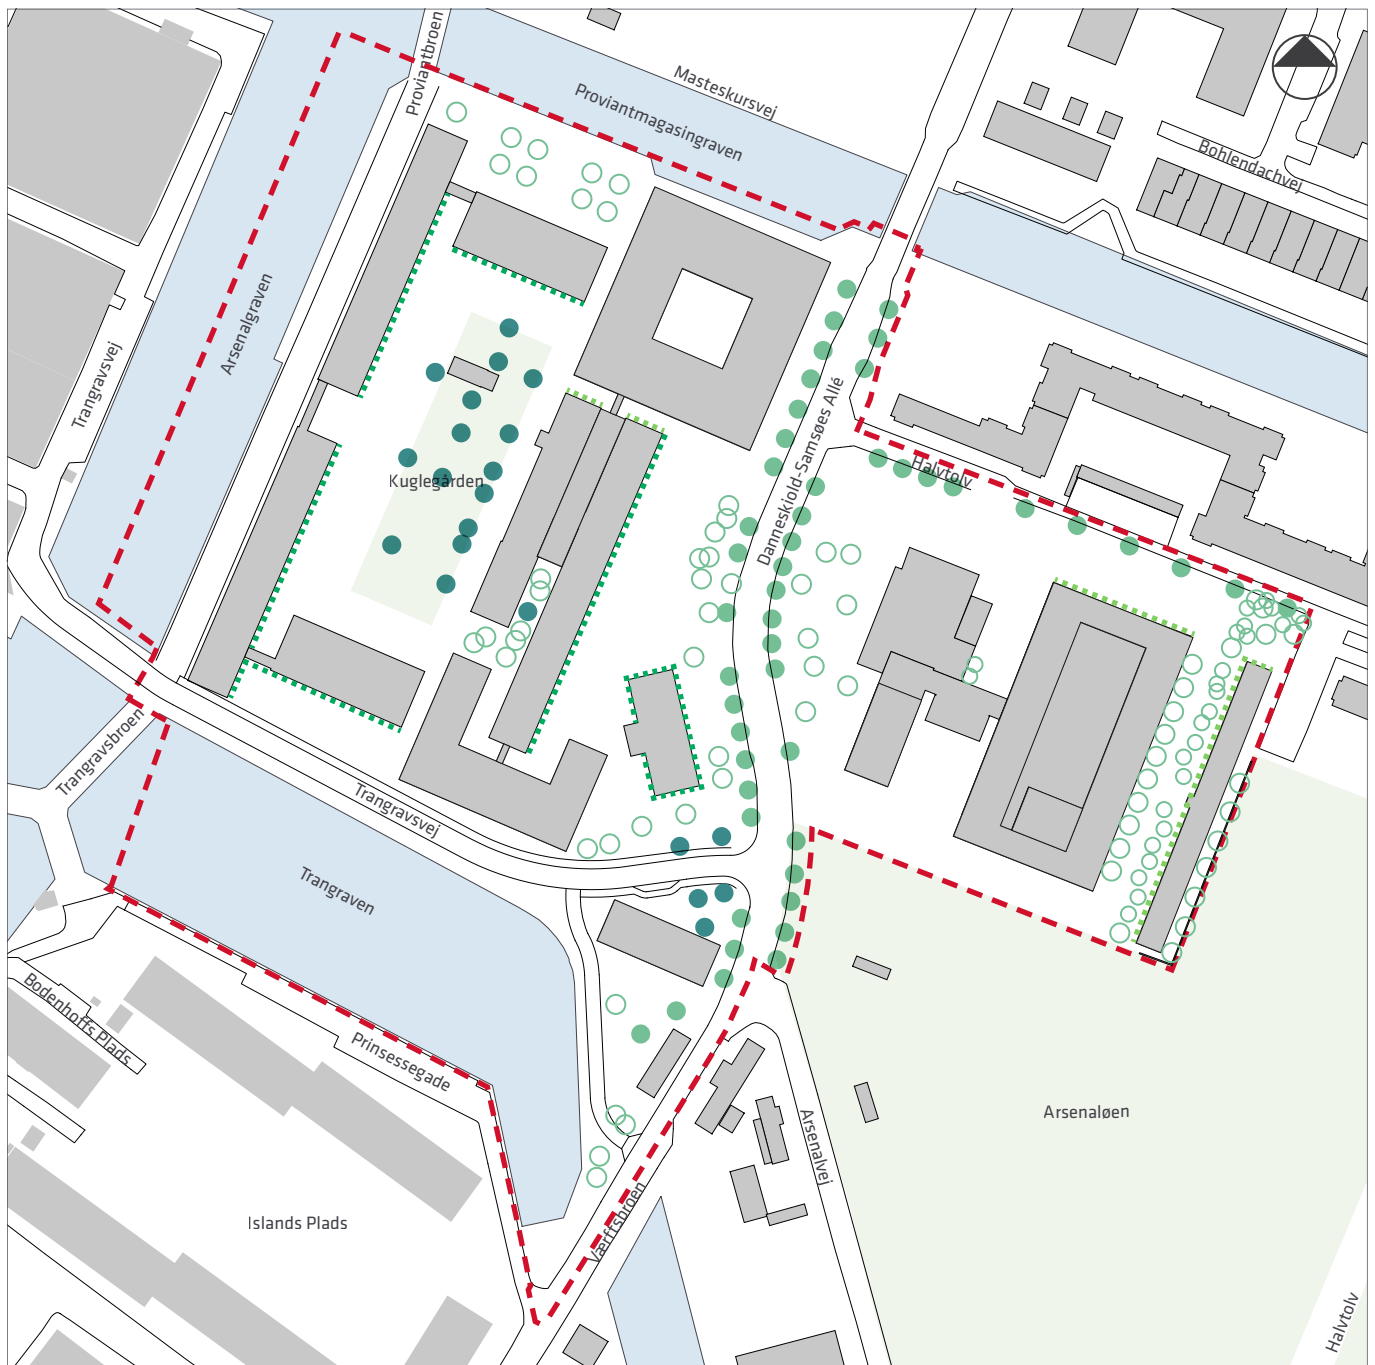 Proviantbroen
Masteskursvej
Proviantmagasingraven
Bohlendachvej
Arsenalgraven
Trangravsvej
Danneskiold-Samsøes Allé
Halvtolv
Kuglegården
Trangravsbroen
Trangravsvej
Trangraven
Bodenhoffs Plads
Prinsessegade
Arsenaløen
Arsenalvej
Islands Plads
Værftsbroen
Halvtolv